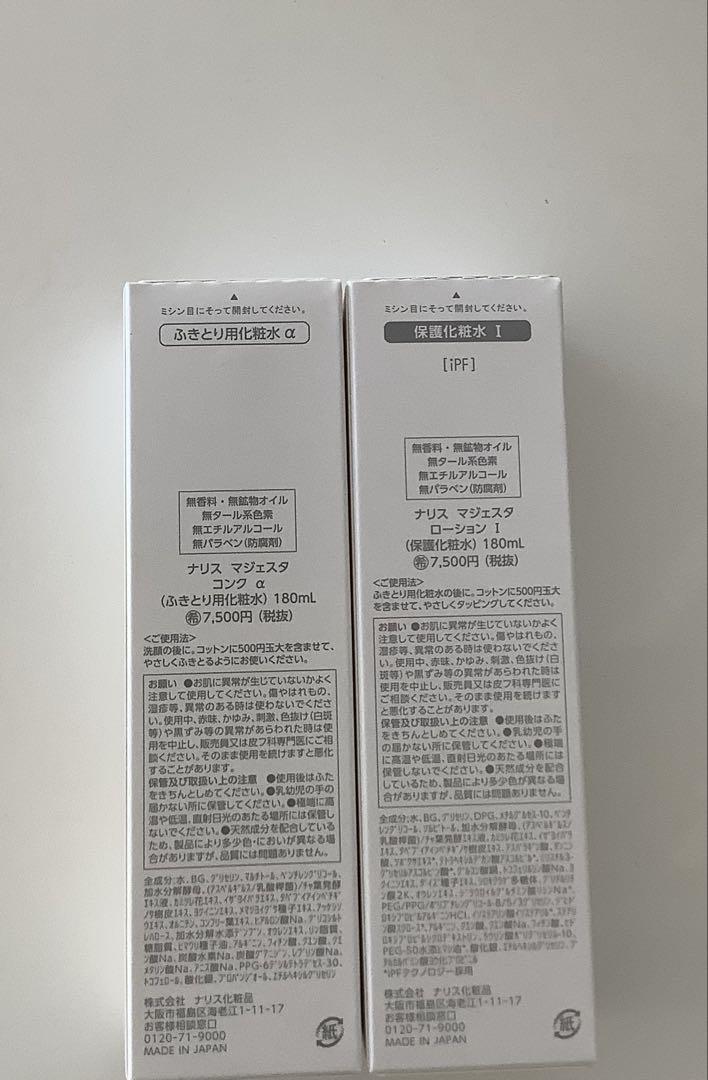 ミシン目にそって開封してください。
ふきとり用化粧水 α
無香料・無鉱物オイル
無タール系色素
無エチルアルコール
無パラベン(防腐剤)
ナリス マジェスタ
コンク α
(ふきとり用化粧水) 180mL
希7,500円 (税抜)
<ご使用法>
洗顔の後に。コットンに500円玉大を含ませて、
やさしくふきとるようにお使いください。
お願い ●お肌に異常が生じていないかよく
注意して使用してください。傷やはれもの、
湿疹等、異常のある時は使わないでくださ
い。使用中、赤味、かゆみ、刺激、色抜け(白斑
等)や黒ずみ等の異常があらわれた時は使
用を中止し、販売員又は皮フ科専門医にご相
談ください。そのまま使用を続けますと悪化
することがあります。
保管及び取扱い上の注意 ●使用後はふた
をきちんとしめてください。●乳幼児の手の
届かない所に保管してください。●極端に高
温や低温、直射日光のあたる場所には保管し
ないでください。●天然成分を配合している
ため、製品により多少色・においが異なる場
合がありますが、品質には問題ありません。
全成分:水、BG、グリセリン、マルチトール、ペンチレングリコール、
株式会社 ナリス化粧品
大阪市福島区海老江1-11-17
お客様相談窓口
0120-71-9000
MADE IN JAPAN
紙
ミシン目にそって開封してください。
保護化粧水 I
[iPF]
無香料・無鉱物オイル
無タール系色素
無エチルアルコール
無パラベン(防腐剤)
ナリス マジェスタ
ローション I
(保護化粧水) 180mL
希7,500円 (税抜)
<ご使用法>
ふきとり用化粧水の後に。コットンに500円玉大
を含ませて、やさしくタッピングしてください。
お願い ●お肌に異常が生じていないかよく
注意して使用してください。傷やはれもの、
湿疹等、異常のある時は使わないでくださ
い。使用中、赤味、かゆみ、刺激、色抜け(白
斑等)や黒ずみ等の異常があらわれた時は
使用を中止し、販売員又は皮フ科専門医に
ご相談ください。そのまま使用を続けます
と悪化することがあります。
保管及び取扱い上の注意 ●使用後はふた
をきちんとしめてください。●乳幼児の手
の届かない所に保管してください。●極端
に高温や低温、直射日光のあたる場所には
保管しないでください。●天然成分を配合
しているため、製品により多少色が異なる場
合がありますが、品質には問題ありません。
*iPFテクノロジー採用
株式会社 ナリス化粧品
大阪市福島区海老江1-11-17
お客様相談窓口
0120-71-9000
MADE IN JAPAN
紙